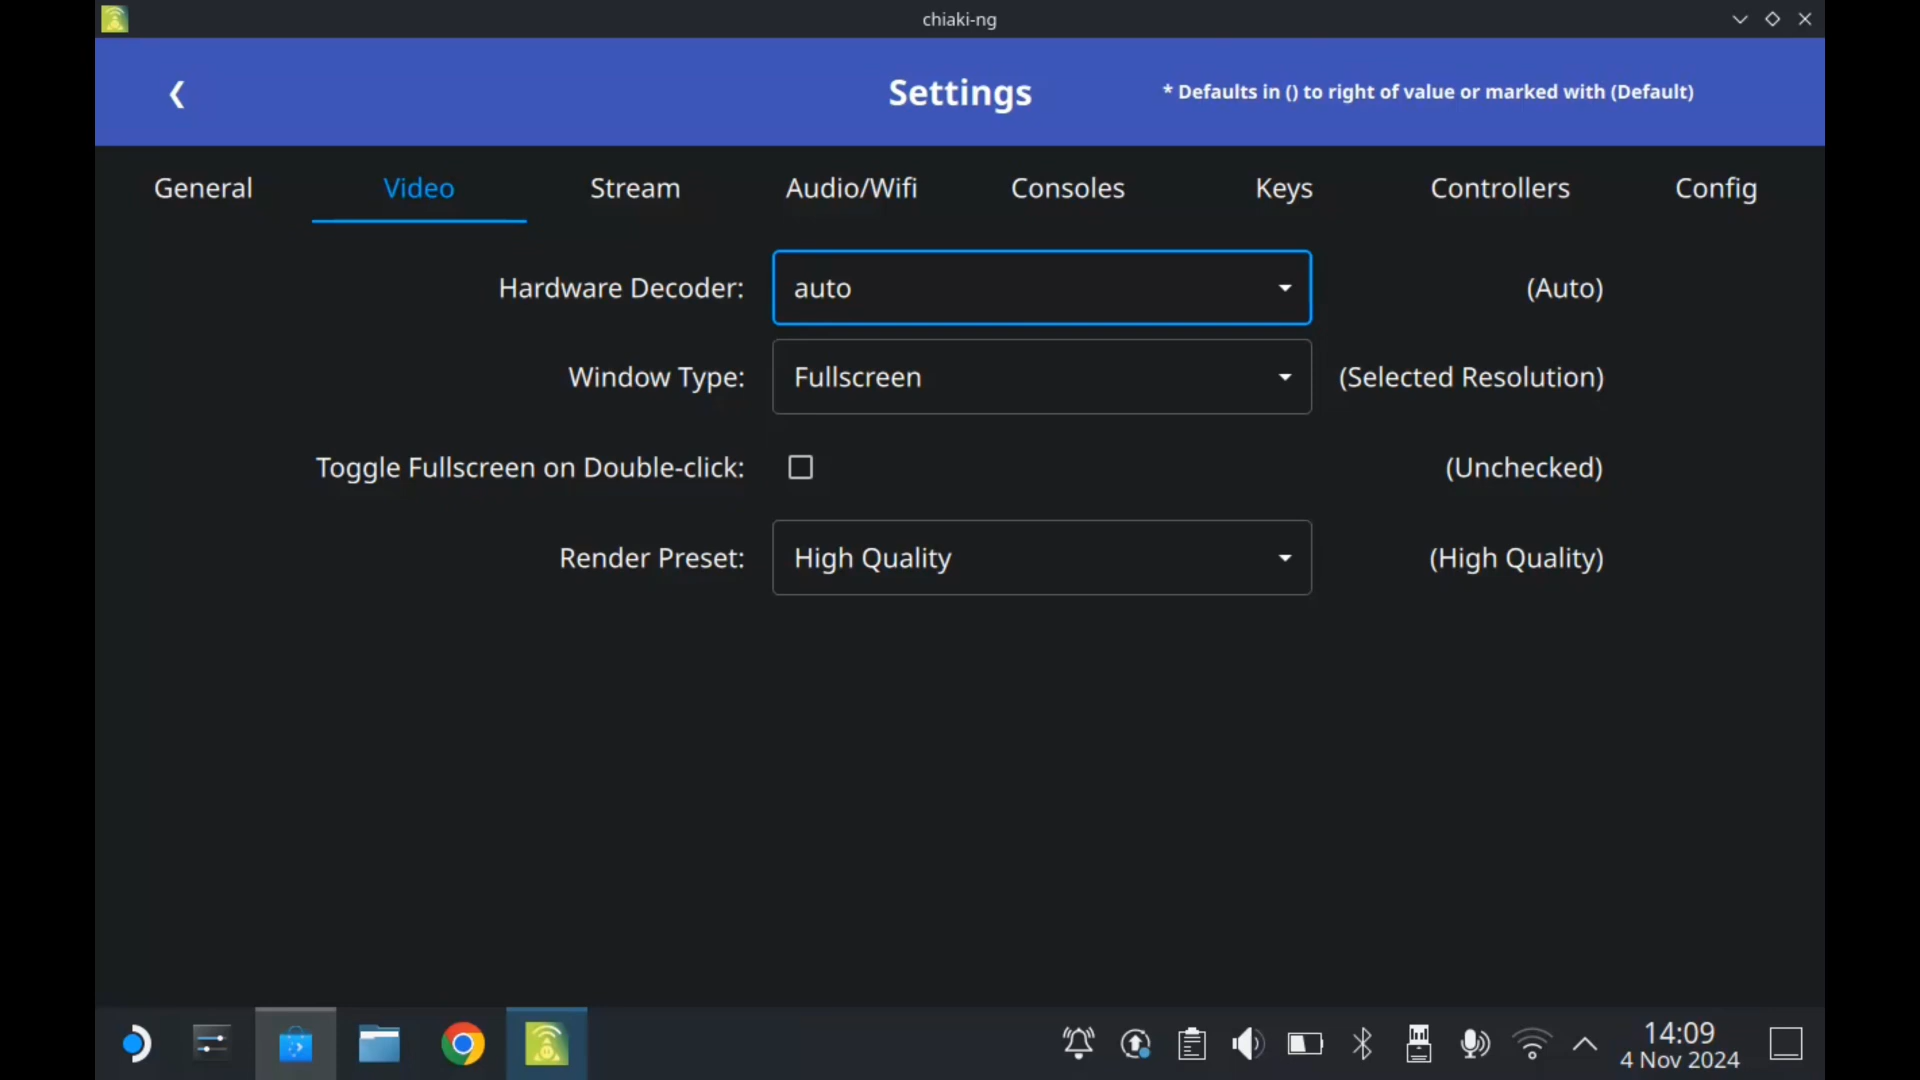 chiaki-ng
Settings
* Defaults in () to right of value or marked with (Default)
General Video Stream Audio/Wifi Consoles Keys Controllers Config
Hardware Decoder: auto (Auto)
Window Type: Fullscreen (Selected Resolution)
Toggle Fullscreen on Double-click: (Unchecked)
Render Preset: High Quality (High Quality)
14:09
4 Nov 2024